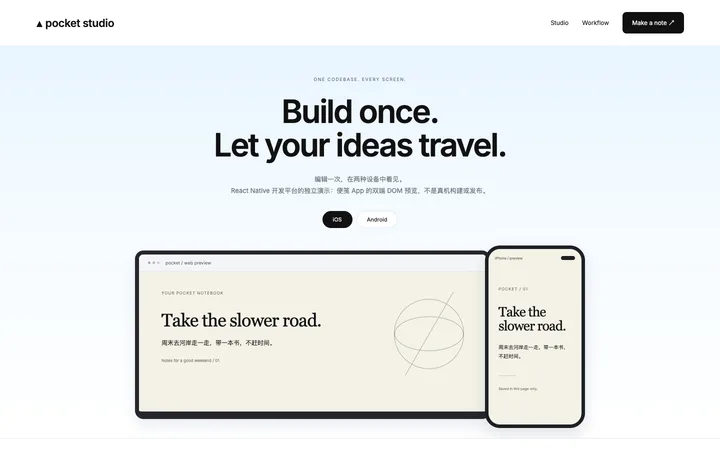 ▲ pocket studio
Studio
Workflow
Make a note ↗
ONE CODEBASE. EVERY SCREEN.
Build once.
Let your ideas travel.
编辑一次，在两种设备中看见。
React Native 开发平台的独立演示：便笺 App 的双端 DOM 预览，不是真机构建或发布。
iOS
Android
pocket / web preview
YOUR POCKET NOTEBOOK
Take the slower road.
周末去河岸走一走，带一本书，不赶时间。
Notes for a good weekend / 01
iPhone / preview
POCKET / 01
Take the
slower road.
周末去河岸走一走，带一本书，
不赶时间。
Saved in this page only.